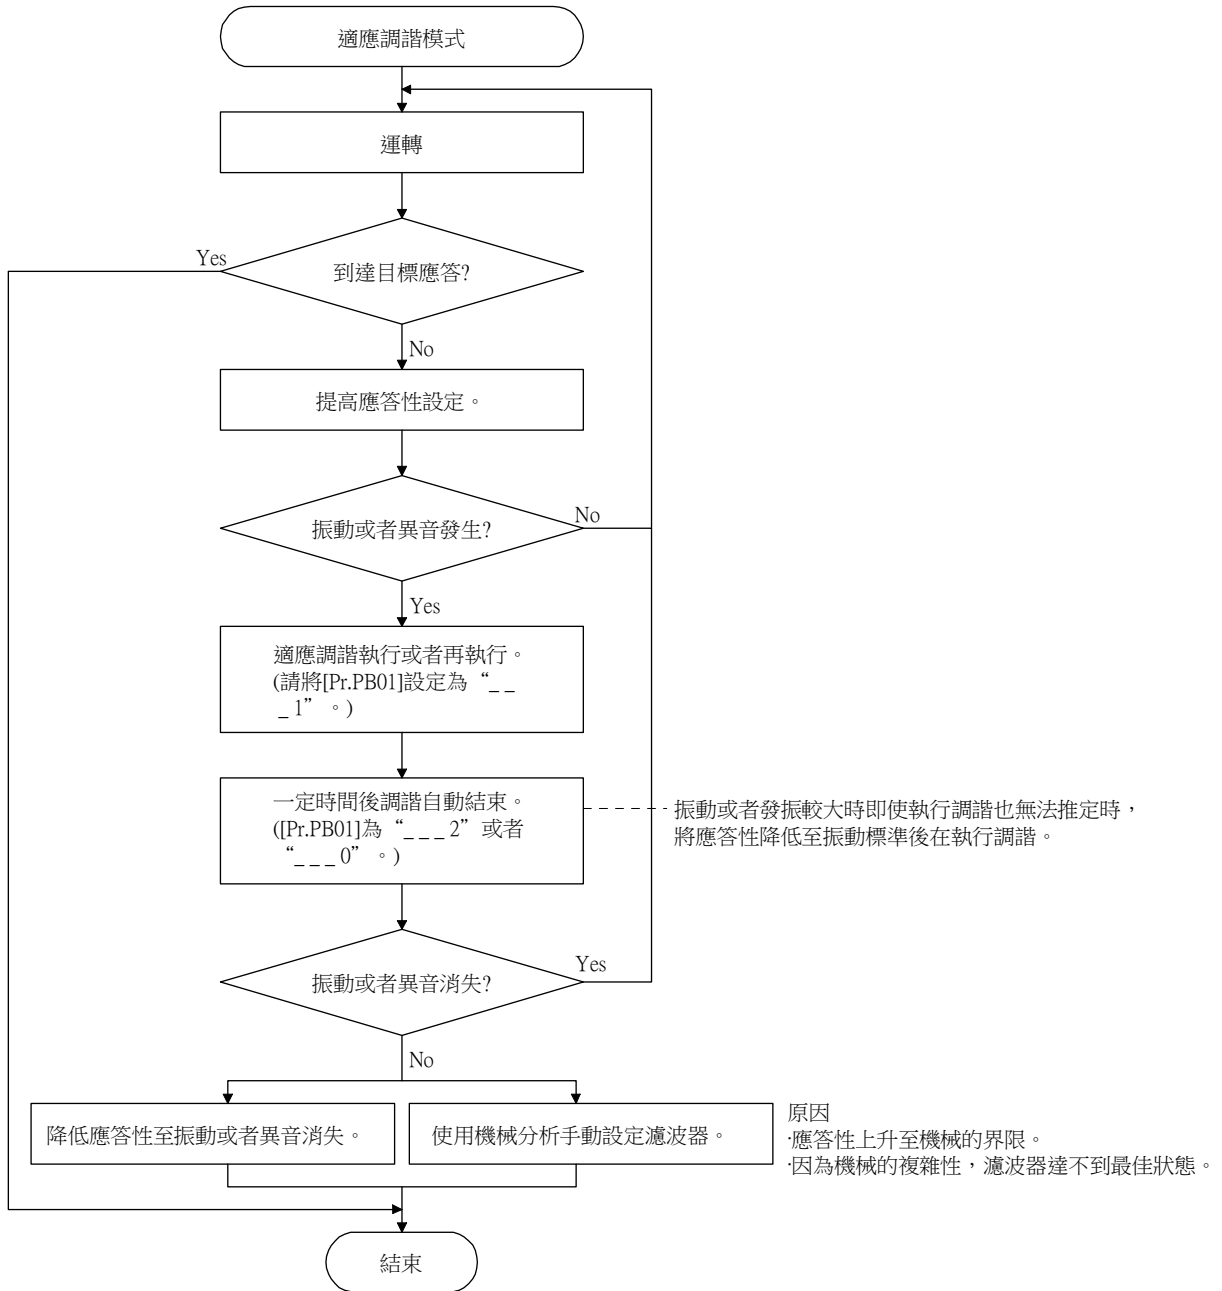 適應調諧模式
運轉
Yes
到達目標應答?
No
提高應答性設定。
振動或者異音發生?
No
Yes
適應調諧執行或者再執行。
(請將[Pr.PB01]設定為“_ _
_ 1”。)
一定時間後調諧自動結束。
([Pr.PB01]為“_ _ _ 2”或者
“_ _ _ 0”。)
振動或者發振較大時即使執行調諧也無法推定時，
將應答性降低至振動標準後在執行調諧。
振動或者異音消失?
Yes
No
降低應答性至振動或者異音消失。
使用機械分析手動設定濾波器。
原因
·應答性上升至機械的界限。
·因為機械的複雜性，濾波器達不到最佳狀態。
結束